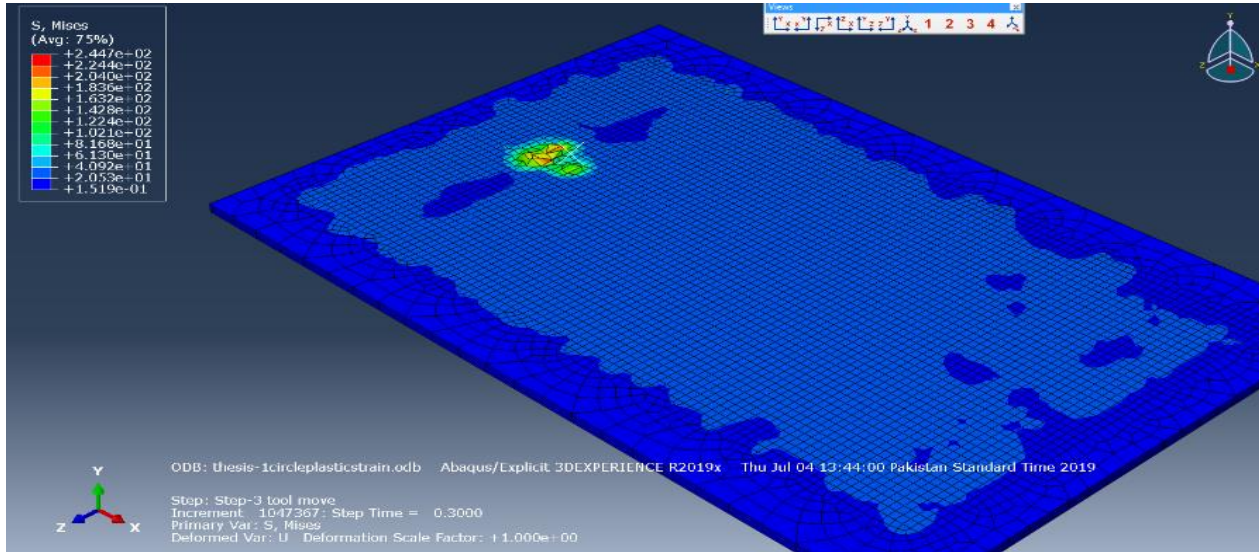 S, Mises
(Avg: 75%)
+2.447e+02
+2.244e+02
+2.040e+02
+1.836e+02
+1.632e+02
+1.428e+02
+1.224e+02
+1.021e+02
+8.168e+01
+6.130e+01
+4.092e+01
+2.053e+01
+1.519e-01
Views
1 2 3 4
Y
Z X
ODB: thesis-1circleplasticstrain.odb Abaqus/Explicit 3DEXPERIENCE R2019x Thu Jul 04 13:44:00 Pakistan Standard Time 2019
Y
Z X
Step: Step-3 tool move
Increment 1047367: Step Time = 0.3000
Primary Var: S, Mises
Deformed Var: U Deformation Scale Factor: +1.000e+00